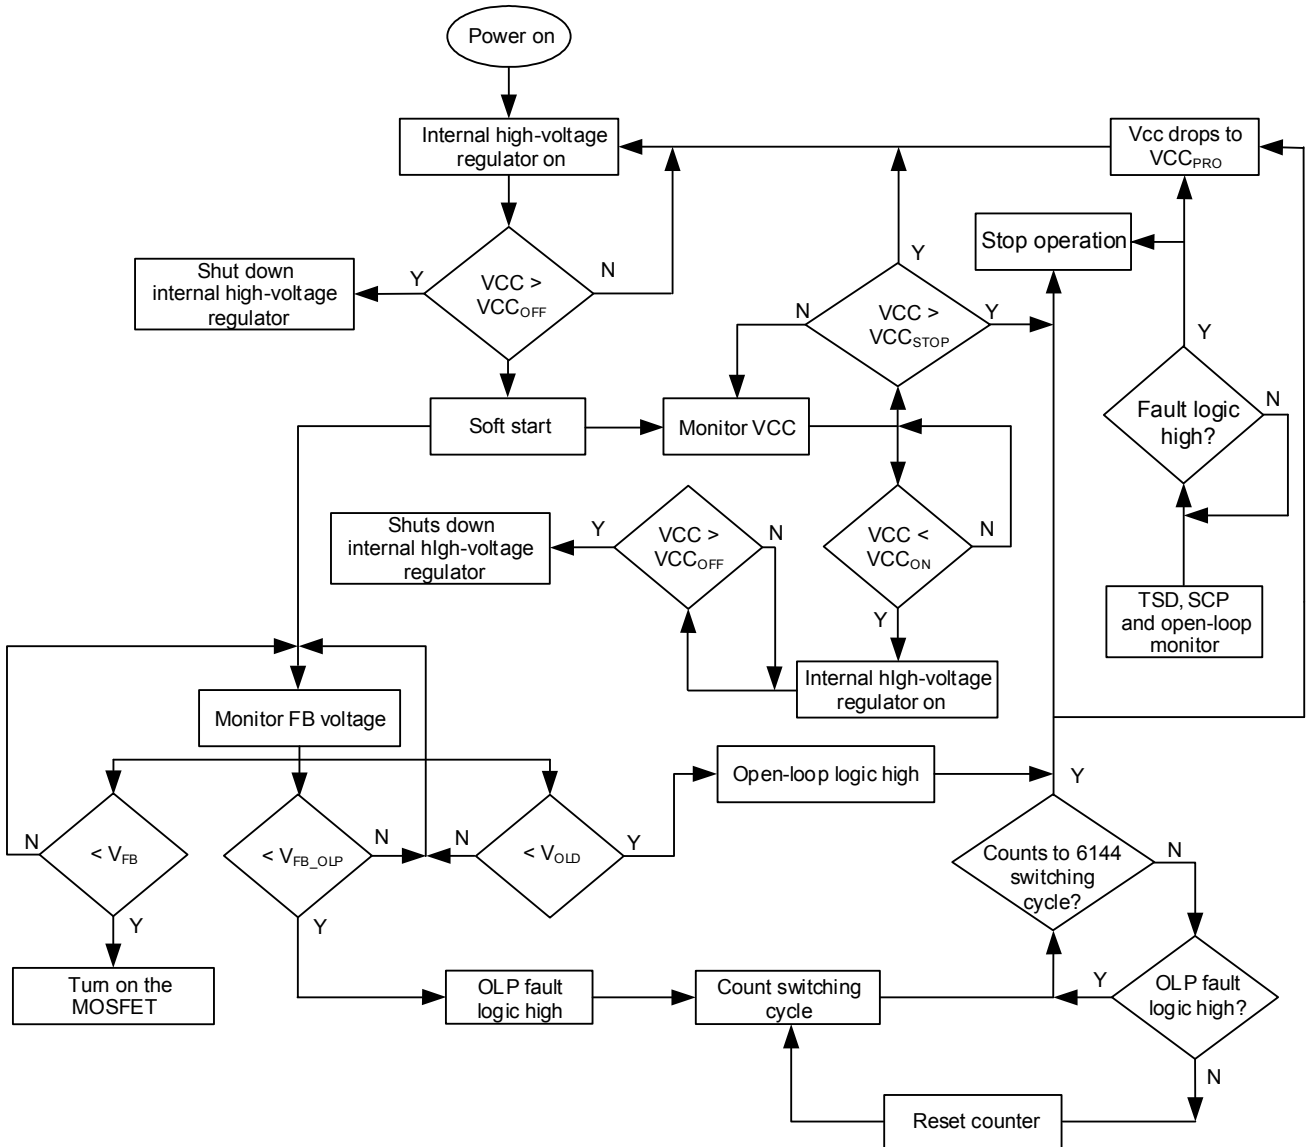 Power on
Internal high-voltage
regulator on
Vcc drops to
VCCPRO
Stop operation
Y
Shut down
internal high-voltage
regulator
Y
VCC >
VCCOFF
N
N
VCC >
VCCSTOP
Y
Y
Fault logic
high?
N
Soft start
Monitor VCC
Shuts down
internal hIgh-voltage
regulator
Y
VCC >
VCCOFF
N
VCC <
VCCON
N
Y
TSD, SCP
and open-loop
monitor
Internal hIgh-voltage
regulator on
Monitor FB voltage
Open-loop logic high
Y
N
< VFB
Y
< VFB_OLP
N
Y
N
< VOLD
Y
Counts to 6144
switching
cycle?
N
Turn on the
MOSFET
OLP fault
logic high
Count switching
cycle
Y
OLP fault
logic high?
N
Reset counter